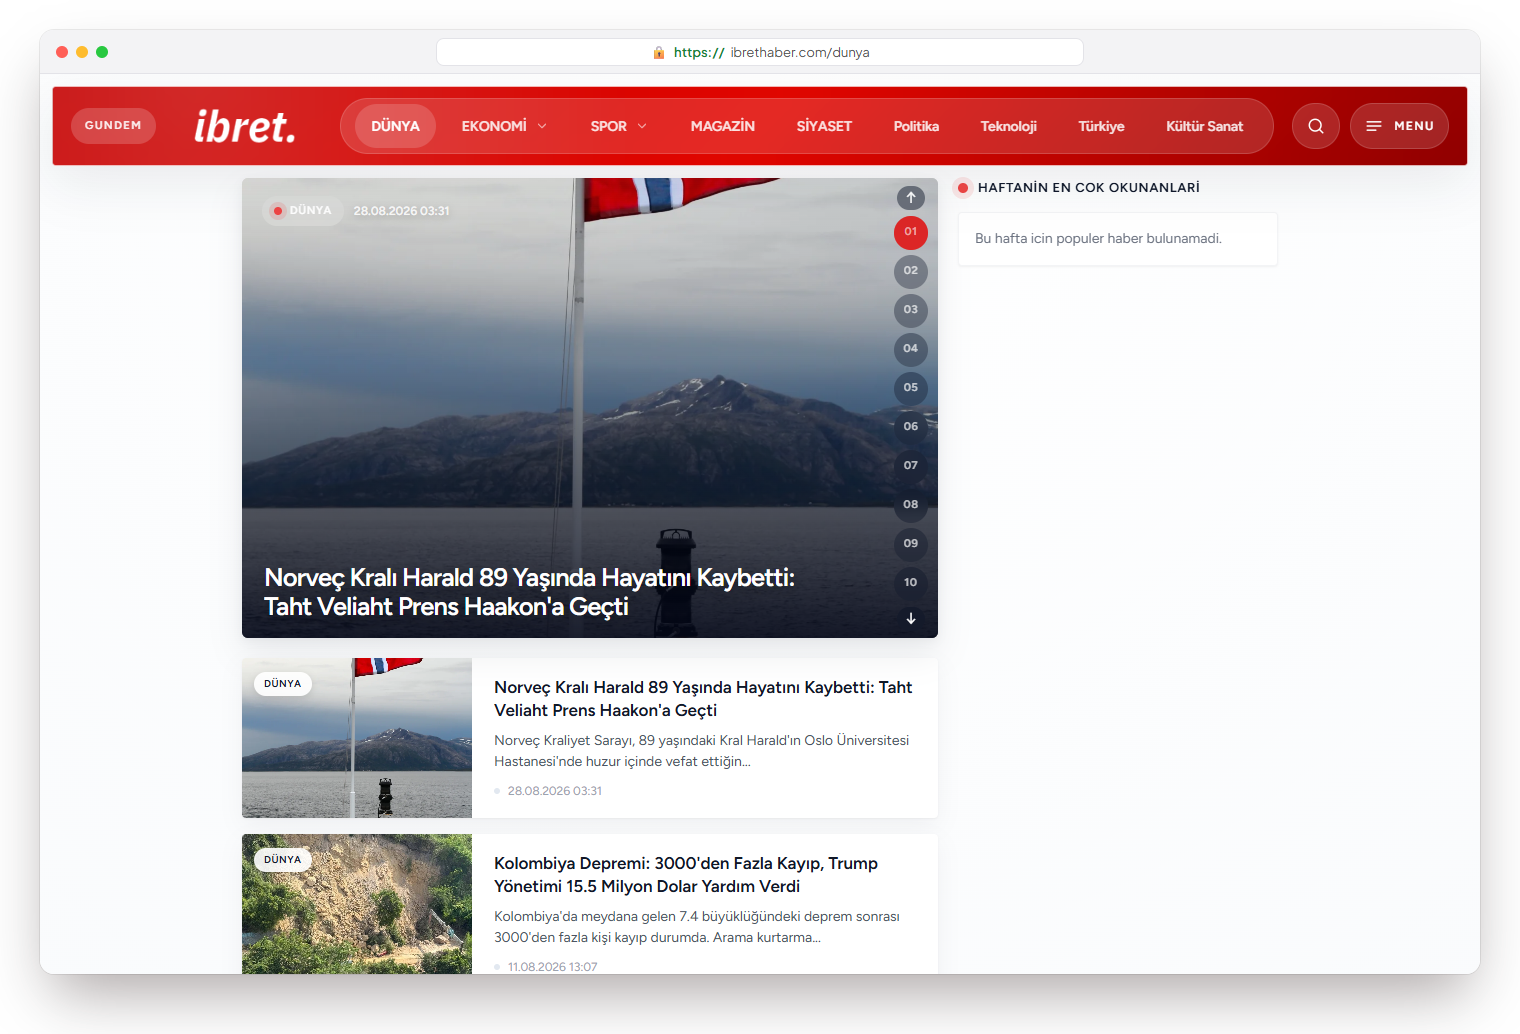 https:// ibrethaber.com/dunya
GUNDEM
ibret.
DÜNYA
EKONOMİ
SPOR
MAGAZİN
SİYASET
Politika
Teknoloji
Türkiye
Kültür Sanat
MENU
DÜNYA
28.08.2026 03:31
01
02
03
04
05
06
07
08
09
10
Norveç Kralı Harald 89 Yaşında Hayatını Kaybetti:
Taht Veliaht Prens Haakon'a Geçti
HAFTANİN EN COK OKUNANLARİ
Bu hafta icin populer haber bulunamadi.
DÜNYA
Norveç Kralı Harald 89 Yaşında Hayatını Kaybetti: Taht
Veliaht Prens Haakon'a Geçti
Norveç Kraliyet Sarayı, 89 yaşındaki Kral Harald'ın Oslo Üniversitesi
Hastanesi'nde huzur içinde vefat ettiğin...
28.08.2026 03:31
DÜNYA
Kolombiya Depremi: 3000'den Fazla Kayıp, Trump
Yönetimi 15.5 Milyon Dolar Yardım Verdi
Kolombiya'da meydana gelen 7.4 büyüklüğündeki deprem sonrası
3000'den fazla kişi kayıp durumda. Arama kurtarma...
11.08.2026 13:07